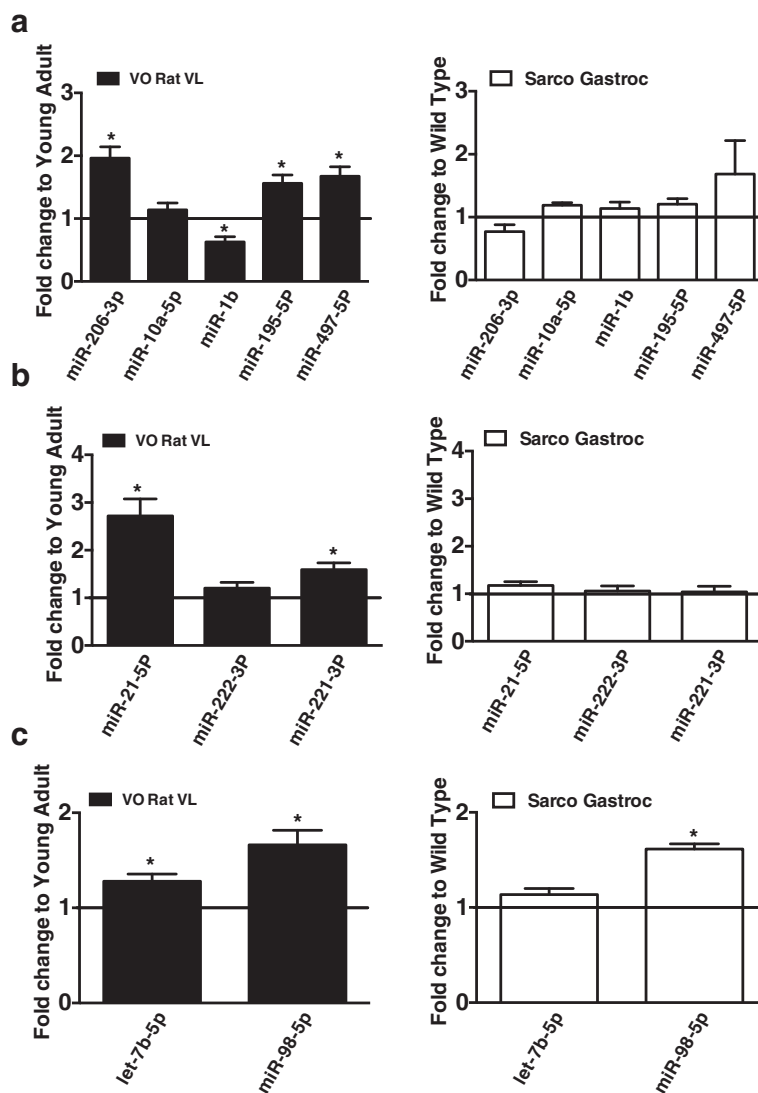 a
VO Rat VL
Fold change to Young Adult
3
2
1
0
*
*
*
*
miR-206-3p
miR-10a-5p
miR-1b
miR-195-5P
miR-497-5P
Sarco Gastroc
Fold change to Wild Type
3
2
1
0
miR-206-3p
miR-10a-5p
miR-1b
miR-195-5P
miR-497-5P
b
VO Rat VL
Fold change to Young Adult
4
3
2
1
0
*
*
miR-21-5P
miR-222-3P
miR-221-3P
Sarco Gastroc
Fold change to Wild Type
4
3
2
1
0
miR-21-5P
miR-222-3P
miR-221-3P
c
VO Rat VL
Fold change to Young Adult
2
1
0
*
*
let-7b-5p
miR-98-5p
Sarco Gastroc
Fold change to Wild Type
2
1
0
*
let-7b-5p
miR-98-5p